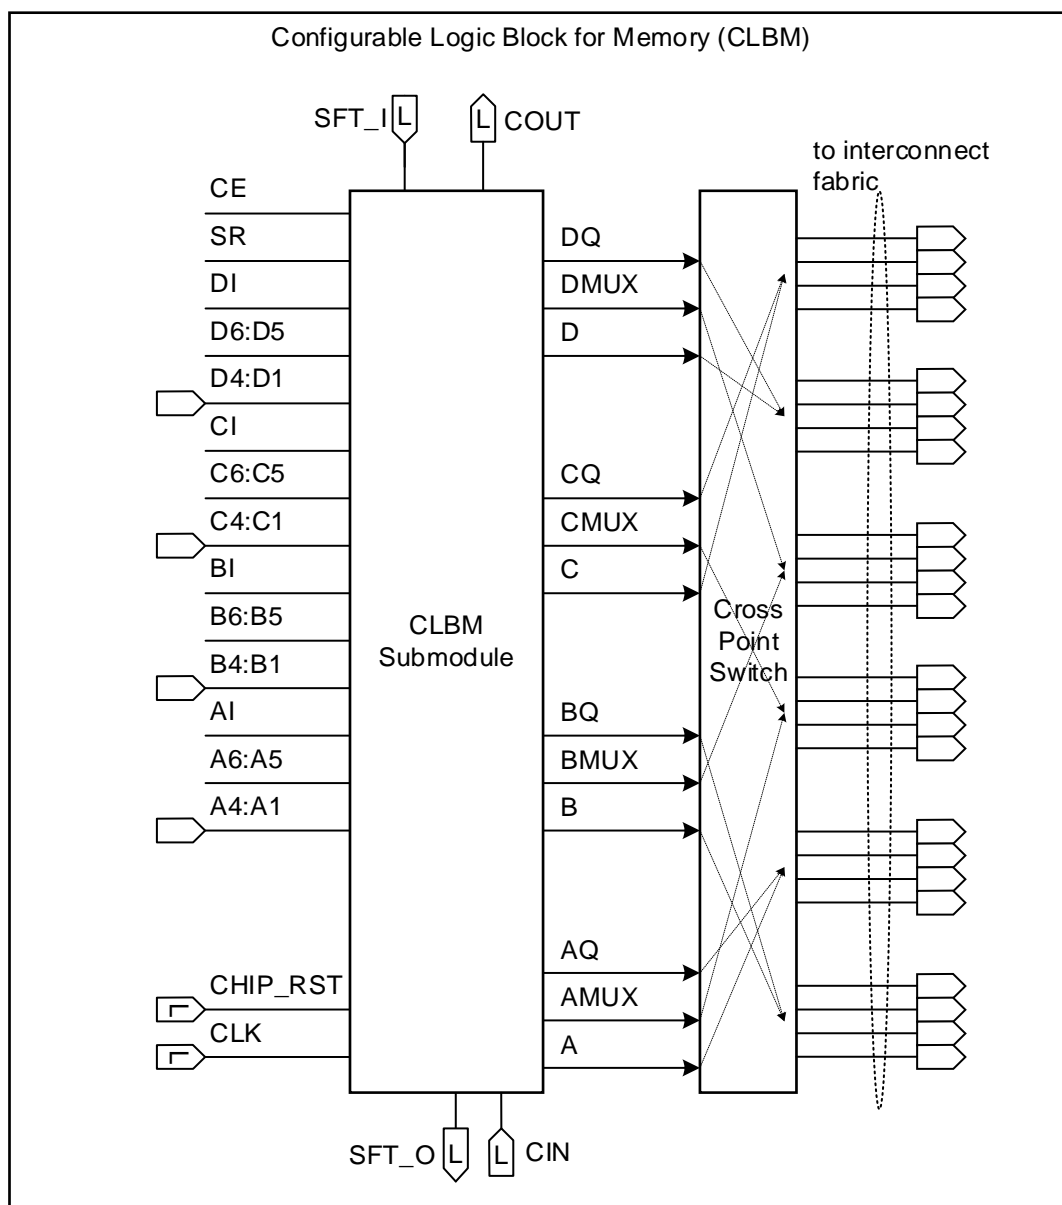 Configurable Logic Block for Memory (CLBM)
SFT_I L
L COUT
to interconnect
fabric
CE
SR
DI
D6:D5
D4:D1
CI
C6:C5
C4:C1
BI
B6:B5
B4:B1
AI
A6:A5
A4:A1
CHIP_RST
L
CLK
L
CLBM
Submodule
DQ
DMUX
D
CQ
CMUX
C
BQ
BMUX
B
AQ
AMUX
A
Cross
Point
Switch
SFT_O L
L CIN